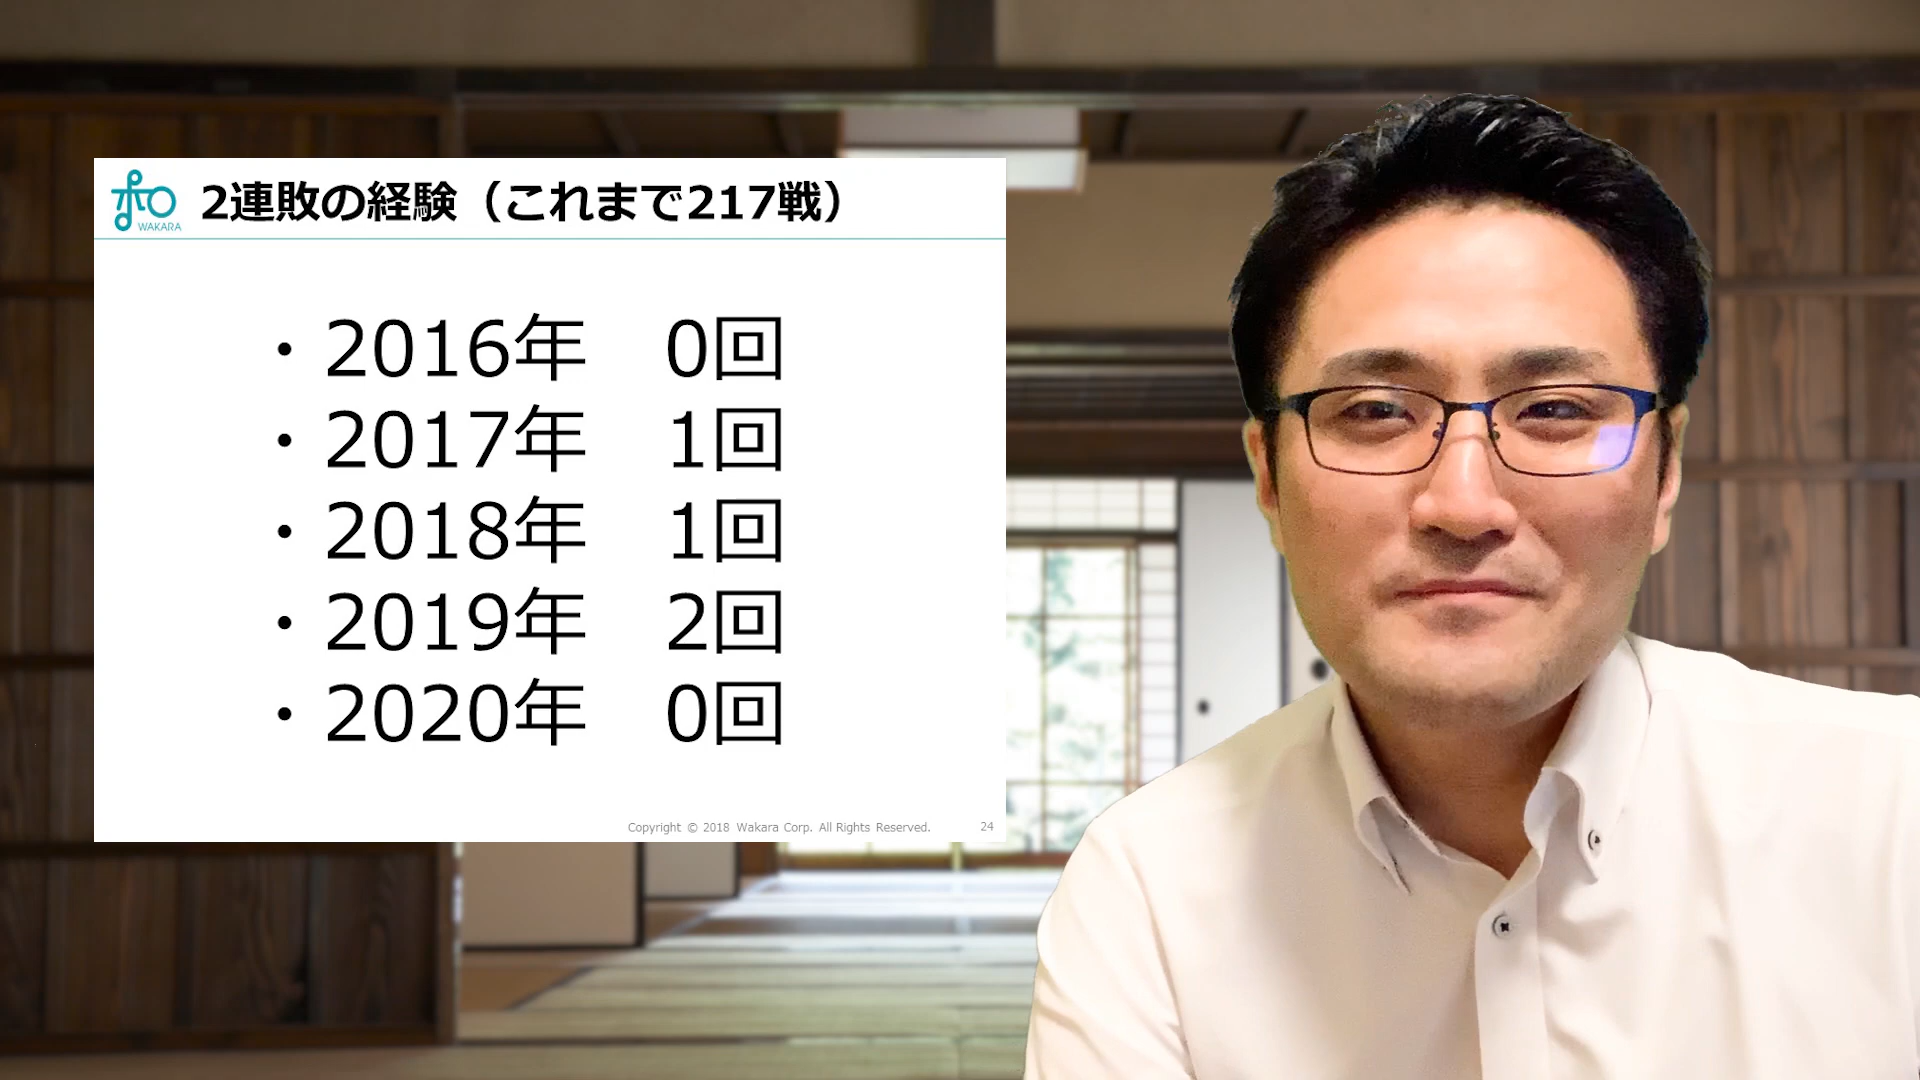 和
WAKARA
2連敗の経験（これまで217戦）
・2016年　0回
・2017年　1回
・2018年　1回
・2019年　2回
・2020年　0回
Copyright © 2018 Wakara Corp. All Rights Reserved.
24